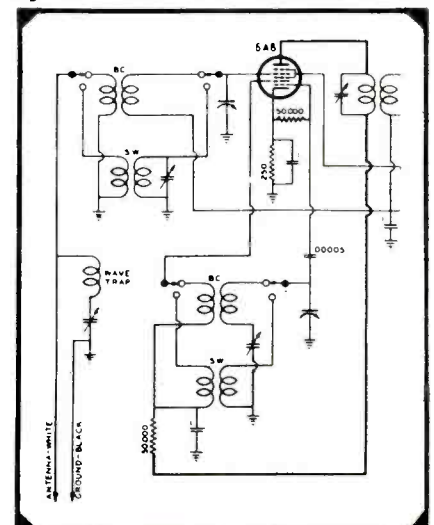 6A8
BC
50,000
SW
250
.00005
WAVE
TRAP
BC
SW
50,000
ANTENNA-WHITE
GROUND-BLACK